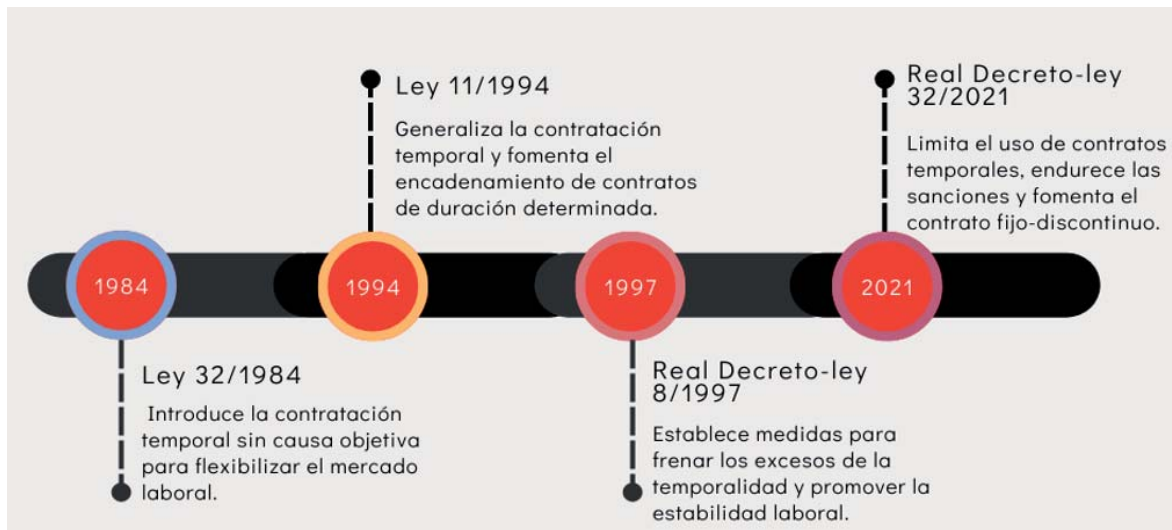 Ley 11/1994
Generaliza la contratación
temporal y fomenta el
encadenamiento de contratos
de duración determinada.
Real Decreto-ley
32/2021
Limita el uso de contratos
temporales, endurece las
sanciones y fomenta el
contrato fijo-discontinuo.
1984
1994
1997
2021
Ley 32/1984
Introduce la contratación
temporal sin causa objetiva
para flexibilizar el mercado
laboral.
Real Decreto-ley
8/1997
Establece medidas para
frenar los excesos de la
temporalidad y promover la
estabilidad laboral.